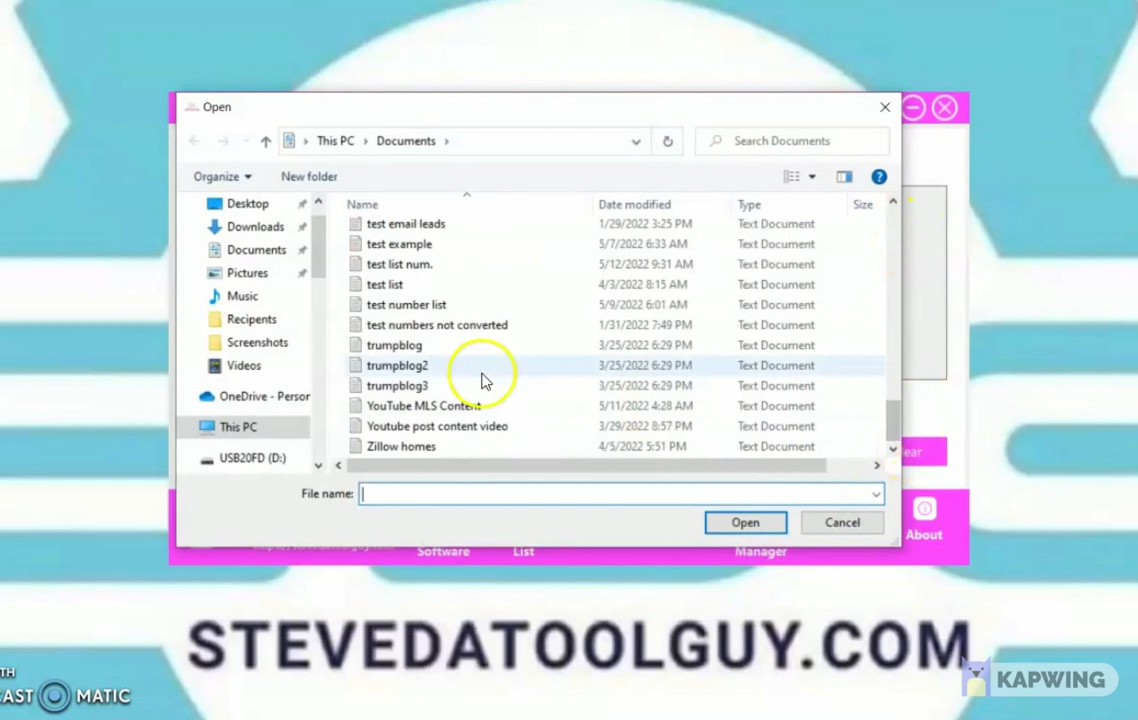 Open
This PC
Documents
Search Documents
Organize
New folder
Name
Date modified
Type
Size
Desktop
Downloads
Documents
Pictures
Music
Recipents
Screenshots
Videos
OneDrive - Person
This PC
USB20FD (D:)
test email leads 1/29/2022 3:25 PM Text Document
test example 5/7/2022 6:33 AM Text Document
test list num. 5/12/2022 9:31 AM Text Document
test list 4/3/2022 8:15 AM Text Document
test number list 5/9/2022 6:01 AM Text Document
test numbers not converted 1/31/2022 7:49 PM Text Document
trumpblog 3/25/2022 6:29 PM Text Document
trumpblog2 3/25/2022 6:29 PM Text Document
trumpblog3 3/25/2022 6:29 PM Text Document
YouTube MLS Content 5/11/2022 4:28 AM Text Document
Youtube post content video 3/29/2022 8:57 PM Text Document
Zillow homes 4/5/2022 5:51 PM Text Document
File name:
Open
Cancel
ear
Software
List
Manager
About
STEVEDATOOLGUY.COM
TH
CAST MATIC
KAPWING